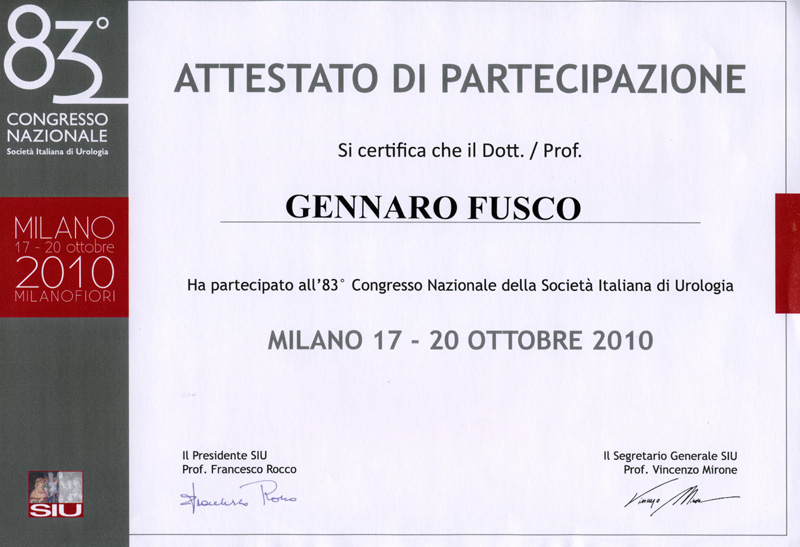 83°
CONGRESSO
NAZIONALE
Società Italiana di Urologia
MILANO
17 - 20 ottobre
2010
MILANOFIORI
SIU
ATTESTATO DI PARTECIPAZIONE
Si certifica che il Dott. / Prof.
GENNARO FUSCO
Ha partecipato all'83° Congresso Nazionale della Società Italiana di Urologia
MILANO 17 - 20 OTTOBRE 2010
Il Presidente SIU
Prof. Francesco Rocco
Francesco Rocco
Il Segretario Generale SIU
Prof. Vincenzo Mirone